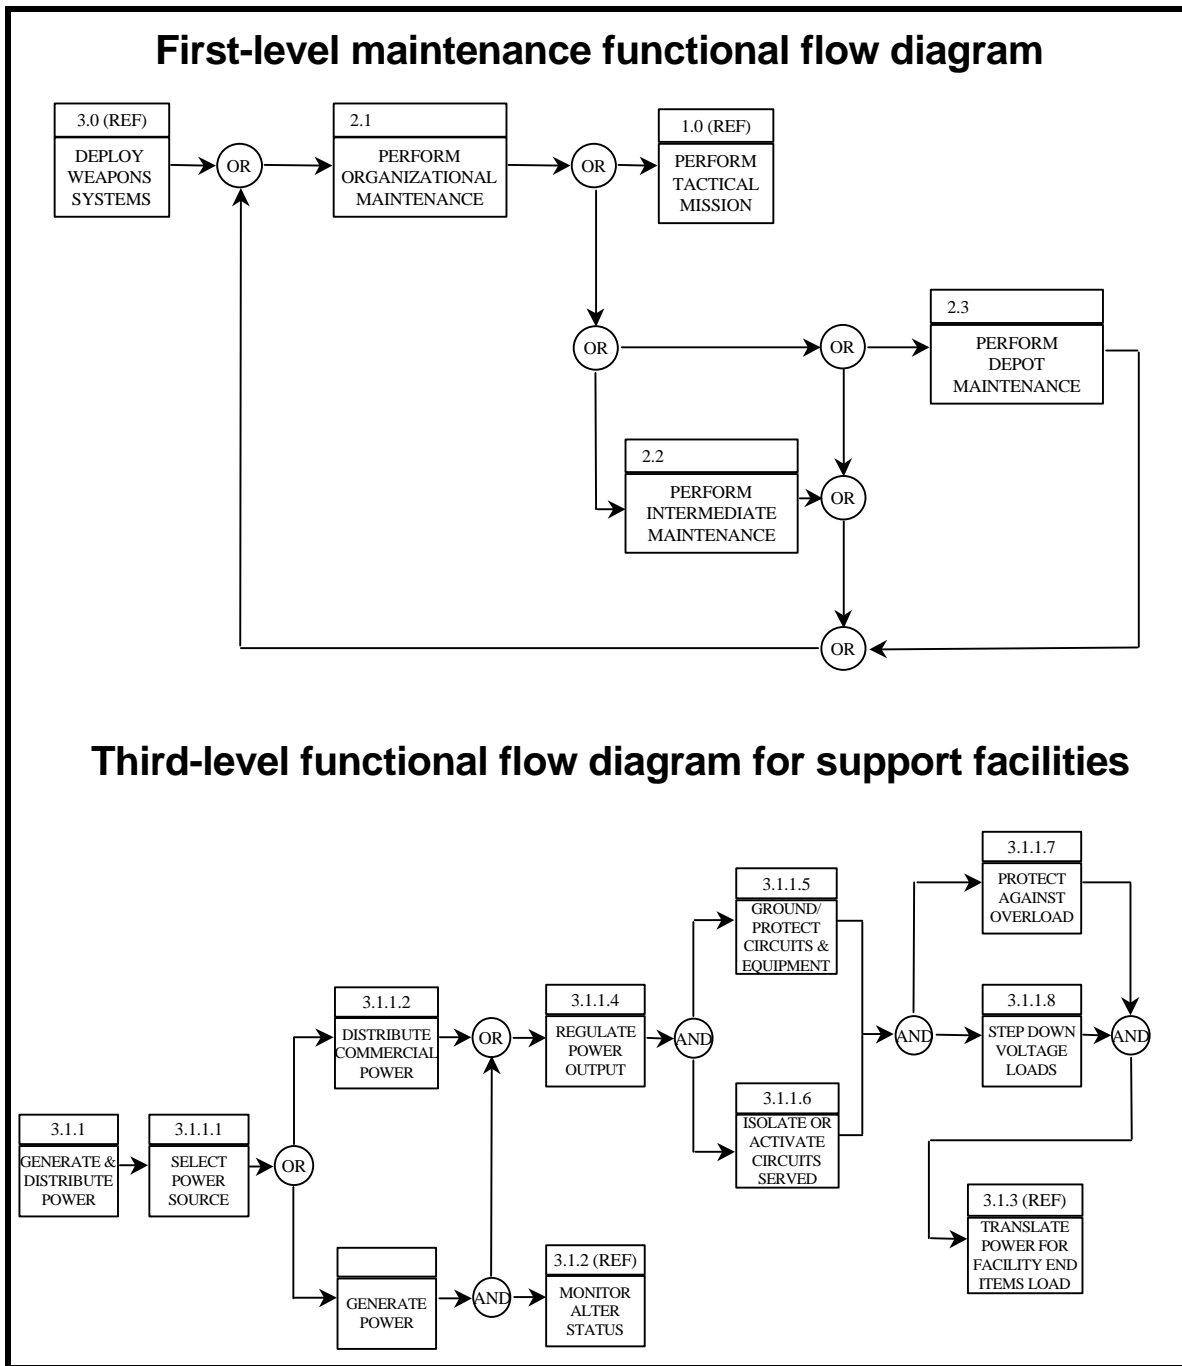 First-level maintenance functional flow diagram
3.0 (REF)
DEPLOY
WEAPONS
SYSTEMS
OR
2.1
PERFORM
ORGANIZATIONAL
MAINTENANCE
OR
1.0 (REF)
PERFORM
TACTICAL
MISSION
OR
OR
2.3
PERFORM
DEPOT
MAINTENANCE
2.2
PERFORM
INTERMEDIATE
MAINTENANCE
OR
OR
Third-level functional flow diagram for support facilities
3.1.1
GENERATE &
DISTRIBUTE
POWER
3.1.1.1
SELECT
POWER
SOURCE
OR
3.1.1.2
DISTRIBUTE
COMMERCIAL
POWER
OR
GENERATE
POWER
AND
3.1.2 (REF)
MONITOR
ALTER
STATUS
3.1.1.4
REGULATE
POWER
OUTPUT
AND
3.1.1.5
GROUND/
PROTECT
CIRCUITS &
EQUIPMENT
3.1.1.6
ISOLATE OR
ACTIVATE
CIRCUITS
SERVED
AND
3.1.1.7
PROTECT
AGAINST
OVERLOAD
3.1.1.8
STEP DOWN
VOLTAGE
LOADS
AND
3.1.3 (REF)
TRANSLATE
POWER FOR
FACILITY END
ITEMS LOAD